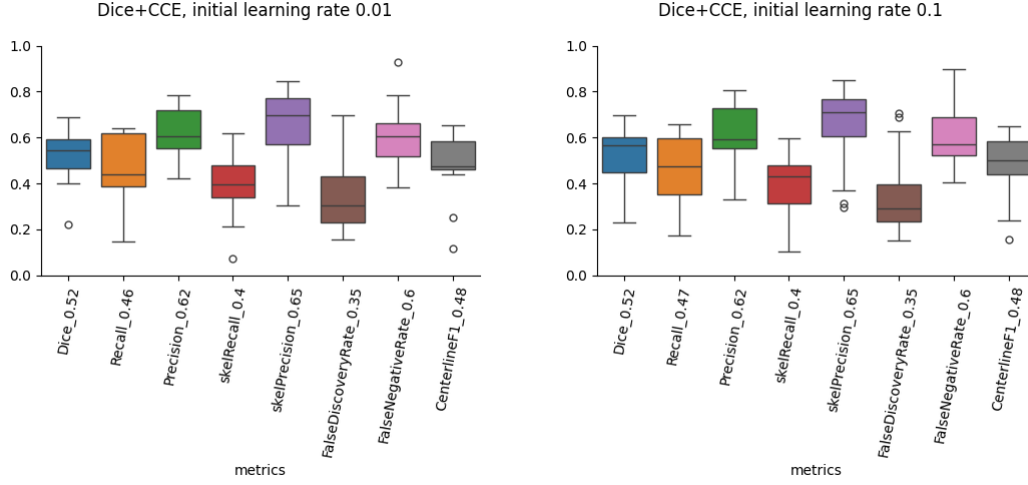 Dice+CCE, initial learning rate 0.01
1.0
0.8
0.6
0.4
0.2
0.0
Dice_0.52
Recall_0.46
Precision_0.62
skelRecall_0.4
skelPrecision_0.65
FalseDiscoveryRate_0.35
FalseNegativeRate_0.6
CenterlineF1_0.48
metrics
Dice+CCE, initial learning rate 0.1
1.0
0.8
0.6
0.4
0.2
0.0
Dice_0.52
Recall_0.47
Precision_0.62
skelRecall_0.4
skelPrecision_0.65
FalseDiscoveryRate_0.35
FalseNegativeRate_0.6
CenterlineF1_0.48
metrics